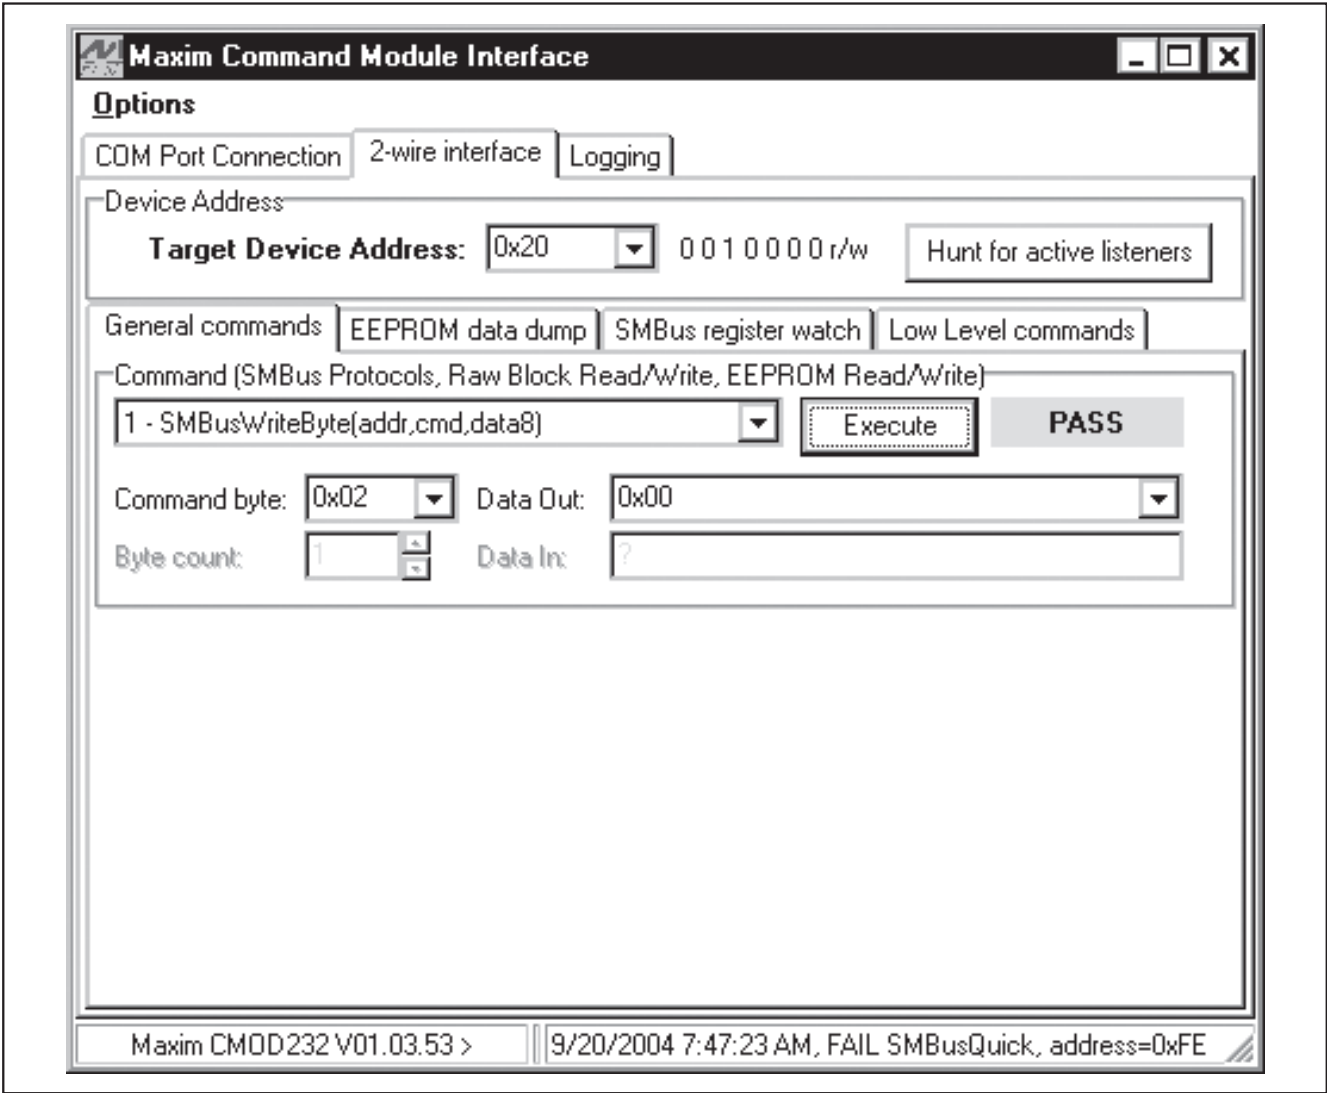 Maxim Command Module Interface
Options
COM Port Connection 2-wire interface Logging
Device Address
Target Device Address: 0x20 0 0 1 0 0 0 0 r/w Hunt for active listeners
General commands EEPROM data dump SMBus register watch Low Level commands
Command (SMBus Protocols, Raw Block Read/Write, EEPROM Read/Write)
1 - SMBusWriteByte(addr,cmd,data8) Execute PASS
Command byte: 0x02 Data Out: 0x00
Byte count: 1 Data In: ?
Maxim CMOD232 V01.03.53 > 9/20/2004 7:47:23 AM, FAIL SMBusQuick, address=0xFE